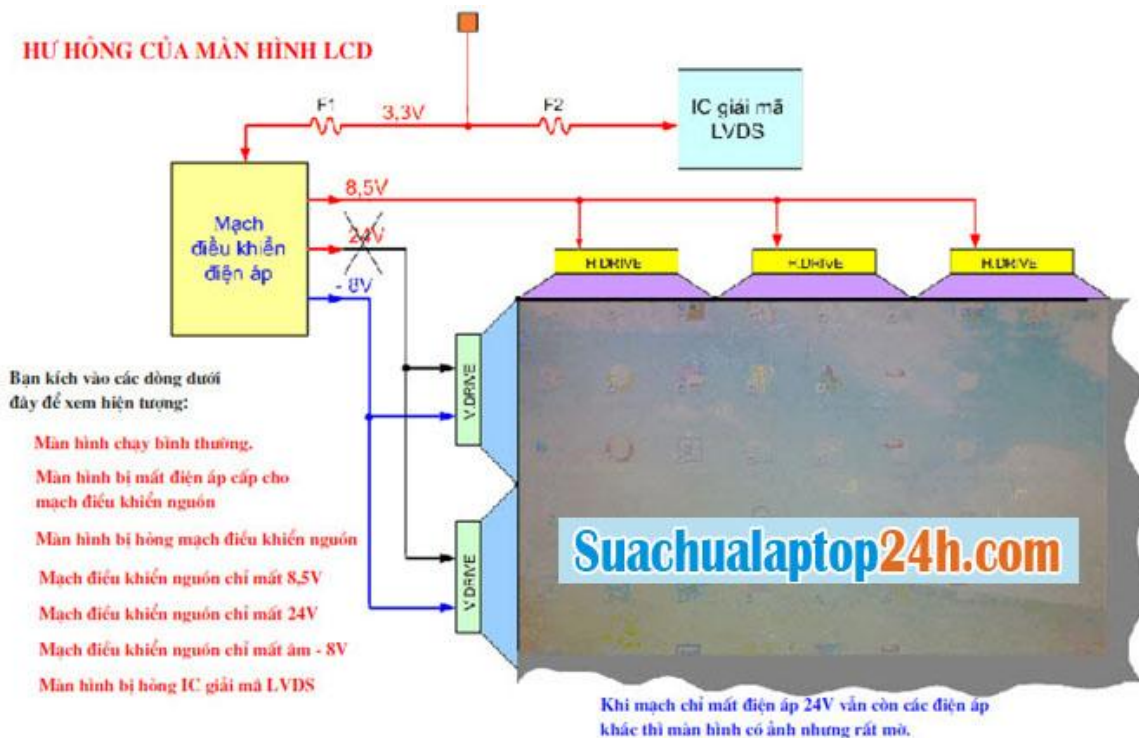 HƯ HỎNG CỦA MÀN HÌNH LCD
F1
3,3V
F2
IC giải mã
LVDS
Mạch
điều khiển
điện áp
8,5V
24V
- 8V
H.DRIVE
H.DRIVE
H.DRIVE
V.DRIVE
V.DRIVE
Bạn kích vào các dòng dưới
đây để xem hiện tượng:
Màn hình chạy bình thường.
Màn hình bị mất điện áp cấp cho
mạch điều khiển nguồn
Màn hình bị hỏng mạch điều khiển nguồn
Mạch điều khiển nguồn chỉ mất 8,5V
Mạch điều khiển nguồn chỉ mất 24V
Mạch điều khiển nguồn chỉ mất âm - 8V
Màn hình bị hỏng IC giải mã LVDS
Suachualaptop24h.com
Khi mạch chỉ mất điện áp 24V vẫn còn các điện áp
khác thì màn hình có ảnh nhưng rất mờ.